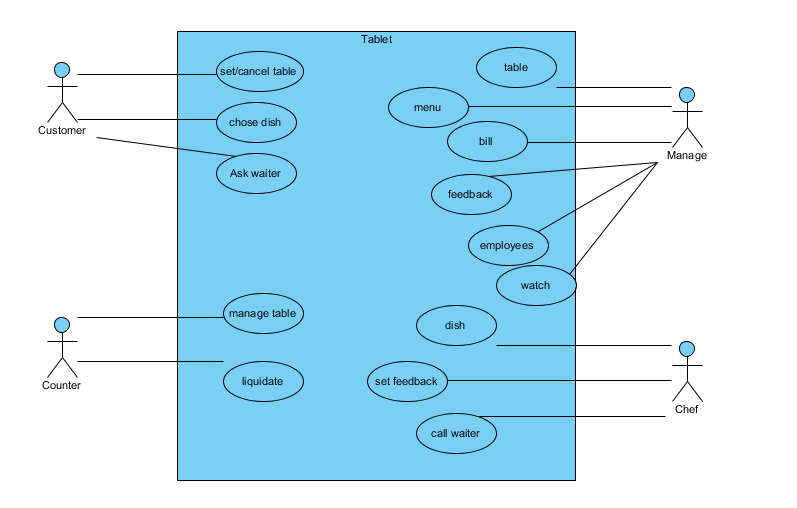 Tablet
set/cancel table
table
menu
chose dish
Customer
bill
Manage
Ask waiter
feedback
employees
watch
manage table
dish
Counter
liquidate
set feedback
Chef
call waiter